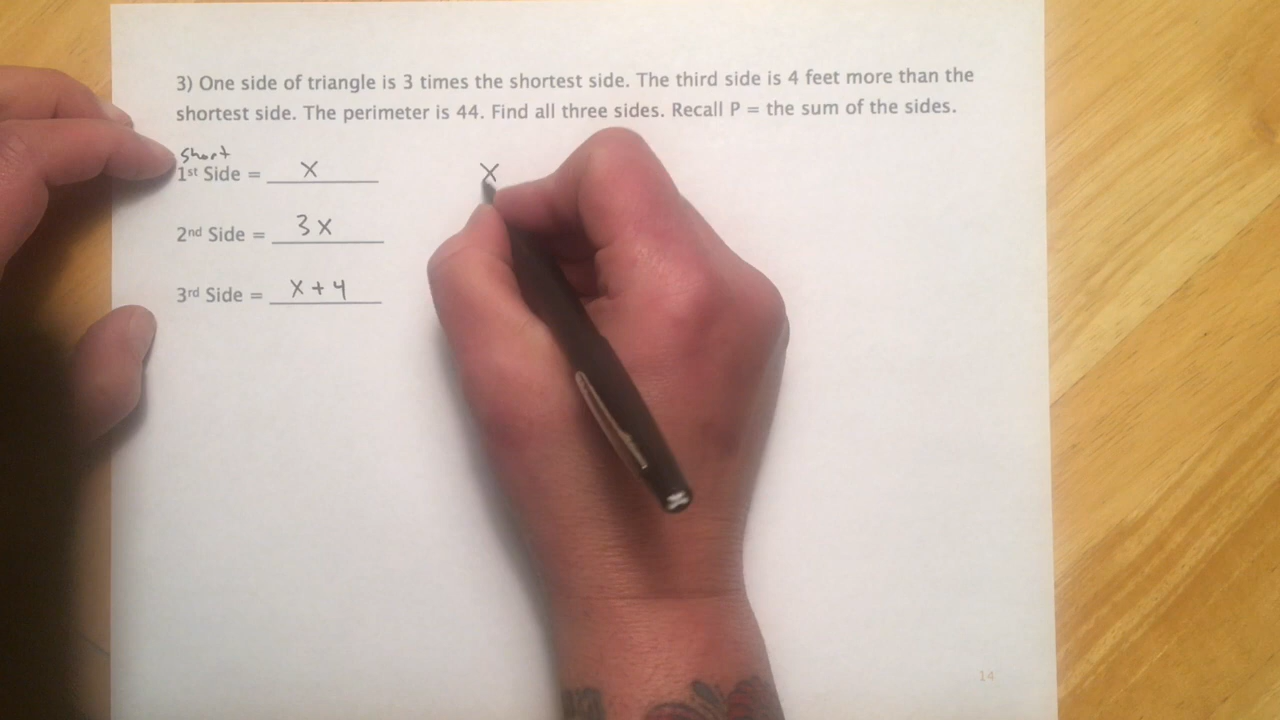 3) One side of triangle is 3 times the shortest side. The third side is 4 feet more than the
shortest side. The perimeter is 44. Find all three sides. Recall P = the sum of the sides.
Short
1st Side = x
x
2nd Side = 3x
3rd Side = x+4
14